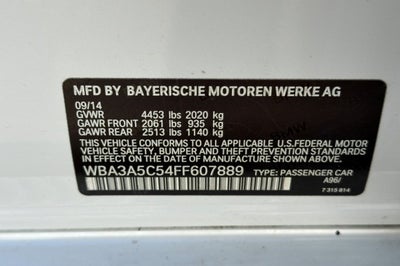 MFD BY BAYERISCHE MOTOREN WERKE AG
09/14
GVWR 4453 lbs 2020 kg
GAWR FRONT 2061 lbs 935 kg
GAWR REAR 2513 lbs 1140 kg
THIS VEHICLE CONFORMS TO ALL APPLICABLE
U.S.FEDERAL MOTOR
VEHICLE SAFETY, BUMPER AND THEFT PREVENTION
STANDARDS IN EFFECT ON THE DATE OF
MANUFACTURE SHOWN ABOVE.
WBA3A5C54FF607889 TYPE: PASSENGER CAR
A96/
7 315 814